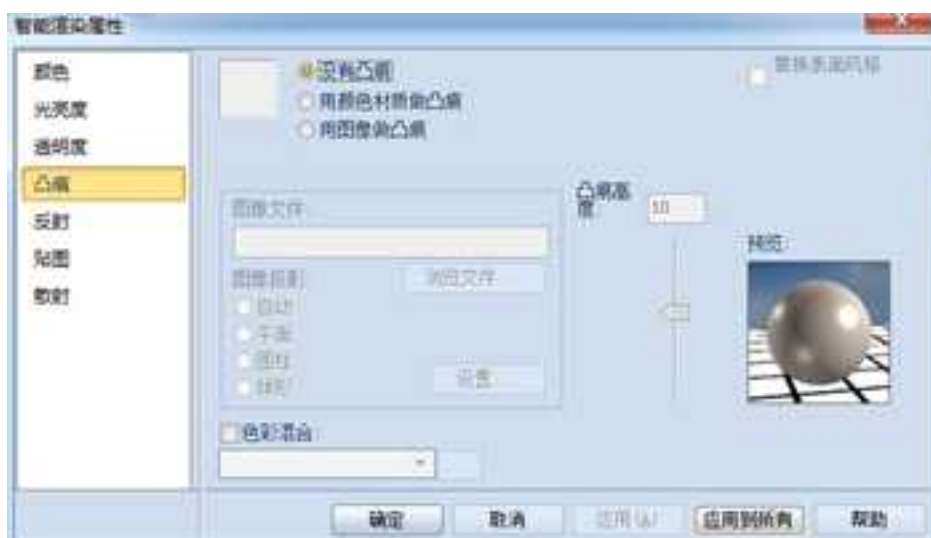 智能渲染属性
颜色
光亮度
透明度
凸痕
反射
贴图
散射
没有凸痕
用颜色材质做凸痕
用图像做凸痕
图像文件:
图像投影
浏览文件
自动
平面
圆柱
球形
设置
色彩混合
凸痕高度:
10
预览:
确定
取消
应用(A)
应用到所有
帮助